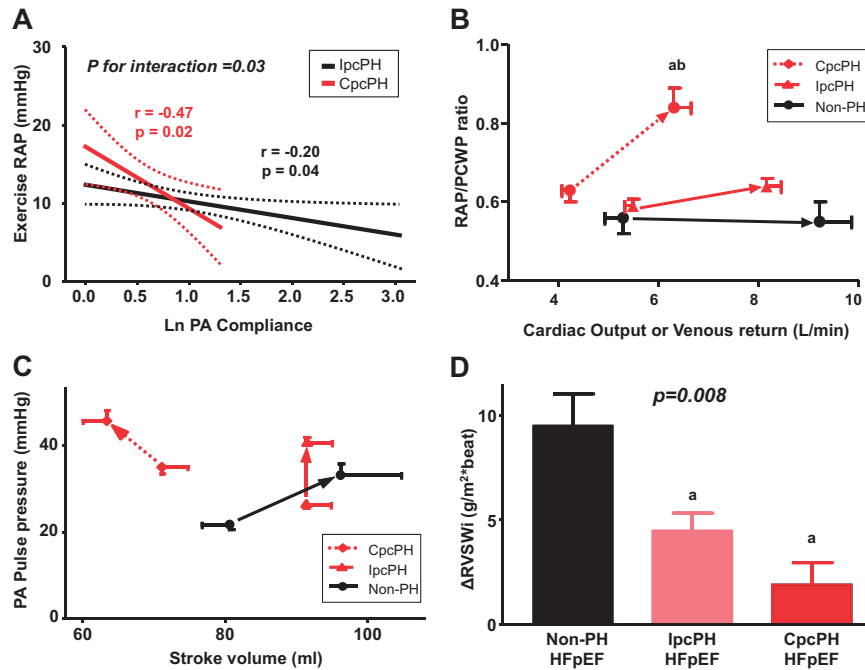 A
Exercise RAP (mmHg)
30
20
10
0
P for interaction =0.03
IpcPH
CpcPH
r = -0.47
p = 0.02
r = -0.20
p = 0.04
0.0 0.5 1.0 1.5 2.0 2.5 3.0
Ln PA Compliance
B
RAP/PCWP ratio
1.0
0.8
0.6
0.4
ab
CpcPH
IpcPH
Non-PH
4 6 8 10
Cardiac Output or Venous return (L/min)
C
PA Pulse pressure (mmHg)
40
20
0
CpcPH
IpcPH
Non-PH
60 80 100
Stroke volume (ml)
D
ΔRVSWi (g/m²*beat)
10
5
0
p=0.008
a
a
Non-PH IpcPH CpcPH
HFpEF HFpEF HFpEF